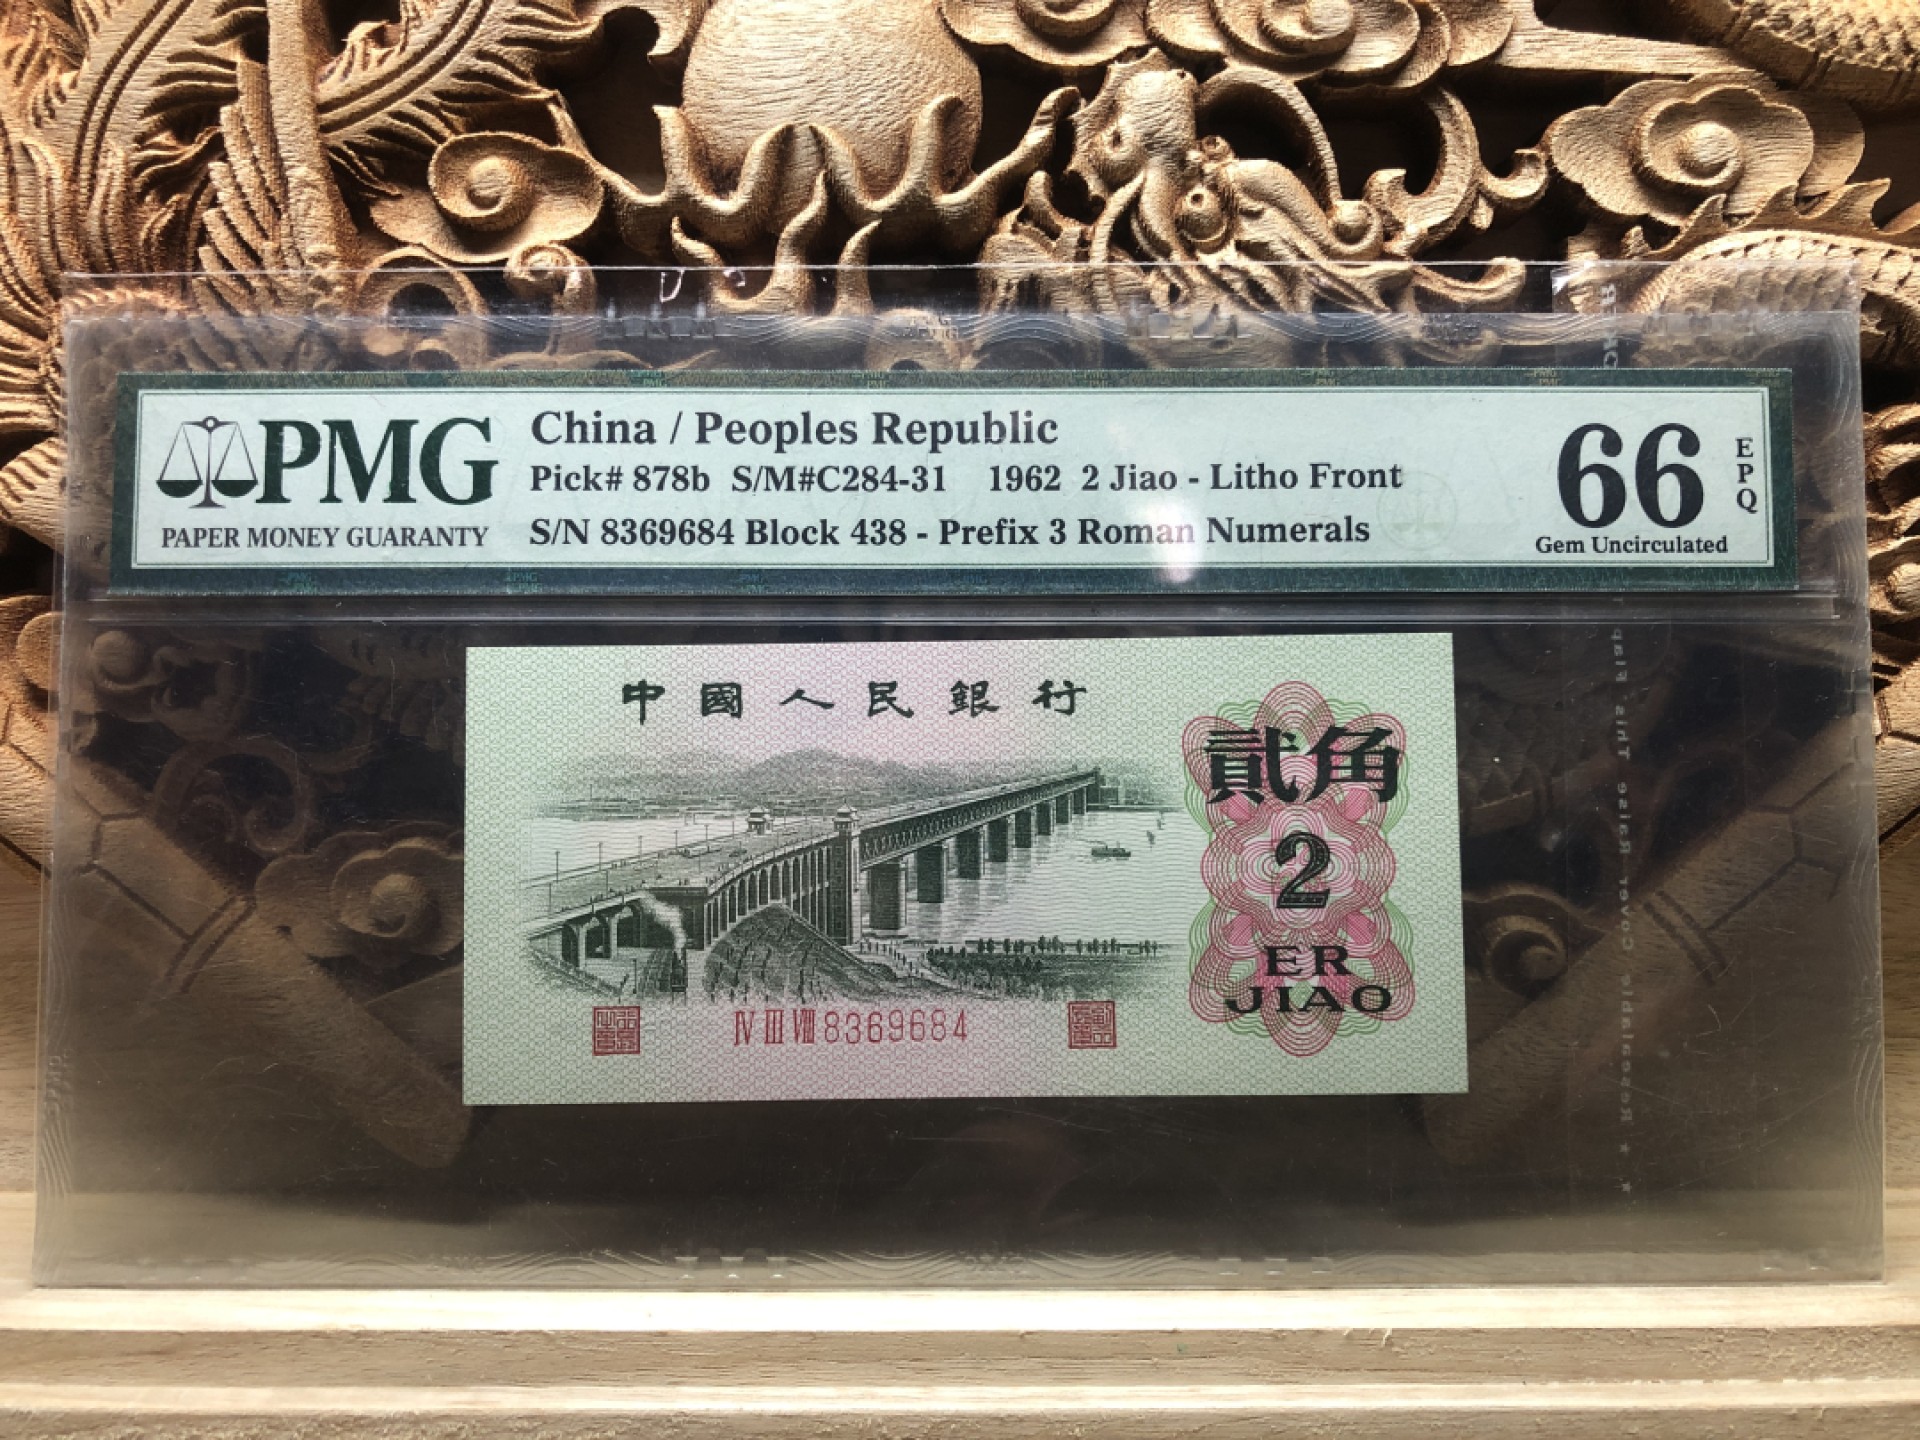 PMG
PAPER MONEY GUARANTY
China / Peoples Republic
Pick# 878b S/M#C284-31 1962 2 Jiao - Litho Front
S/N 8369684 Block 438 - Prefix 3 Roman Numerals
66
EPQ
Gem Uncirculated
中國人民銀行
貳角
2
ER
JIAO
Ⅳ Ⅲ Ⅷ 8369684